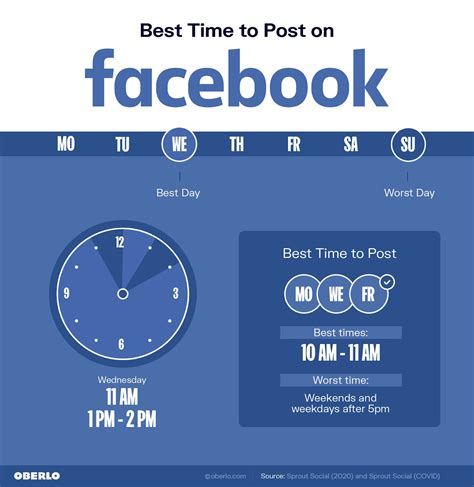 Best Time to Post on
facebook
MO TU WE TH FR SA SU
Best Day Worst Day
12
9 3
6
Wednesday
11 AM
1 PM - 2 PM
Best Time to Post
MO WE FR
Best times:
10 AM - 11 AM
Worst time:
Weekends and
weekdays after 5pm
OBERLO ©oberlo.com Source: Sprout Social (2020) and Sprout Social (COVID)